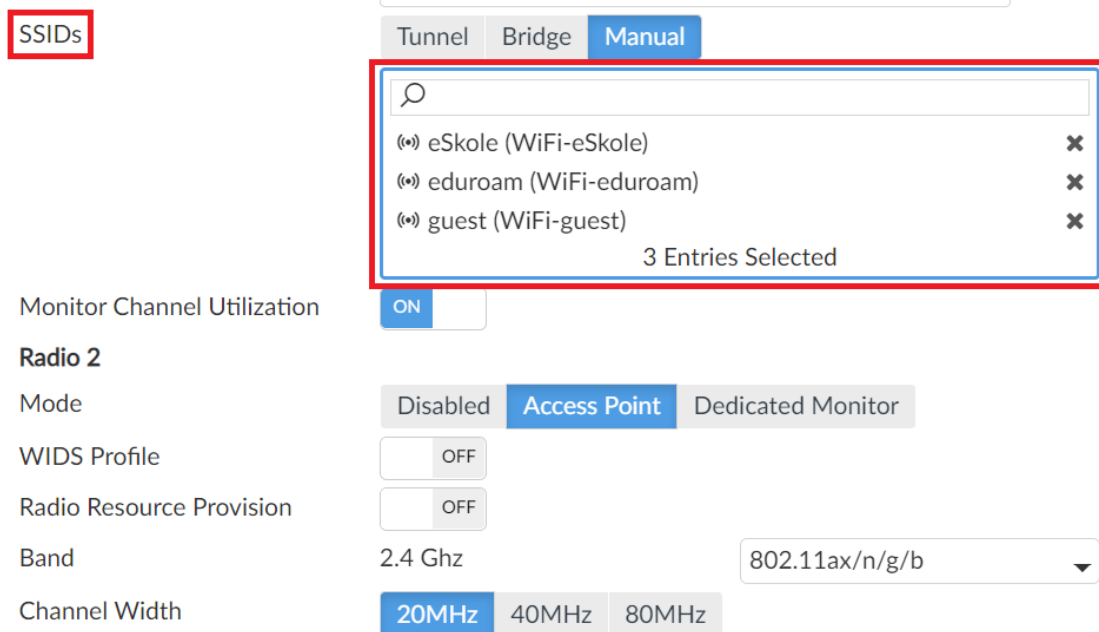 SSIDs Tunnel Bridge Manual
eSkole (WiFi-eSkole)
eduroam (WiFi-eduroam)
guest (WiFi-guest)
3 Entries Selected
Monitor Channel Utilization ON
Radio 2
Mode Disabled Access Point Dedicated Monitor
WIDS Profile OFF
Radio Resource Provision OFF
Band 2.4 Ghz 802.11ax/n/g/b
Channel Width 20MHz 40MHz 80MHz